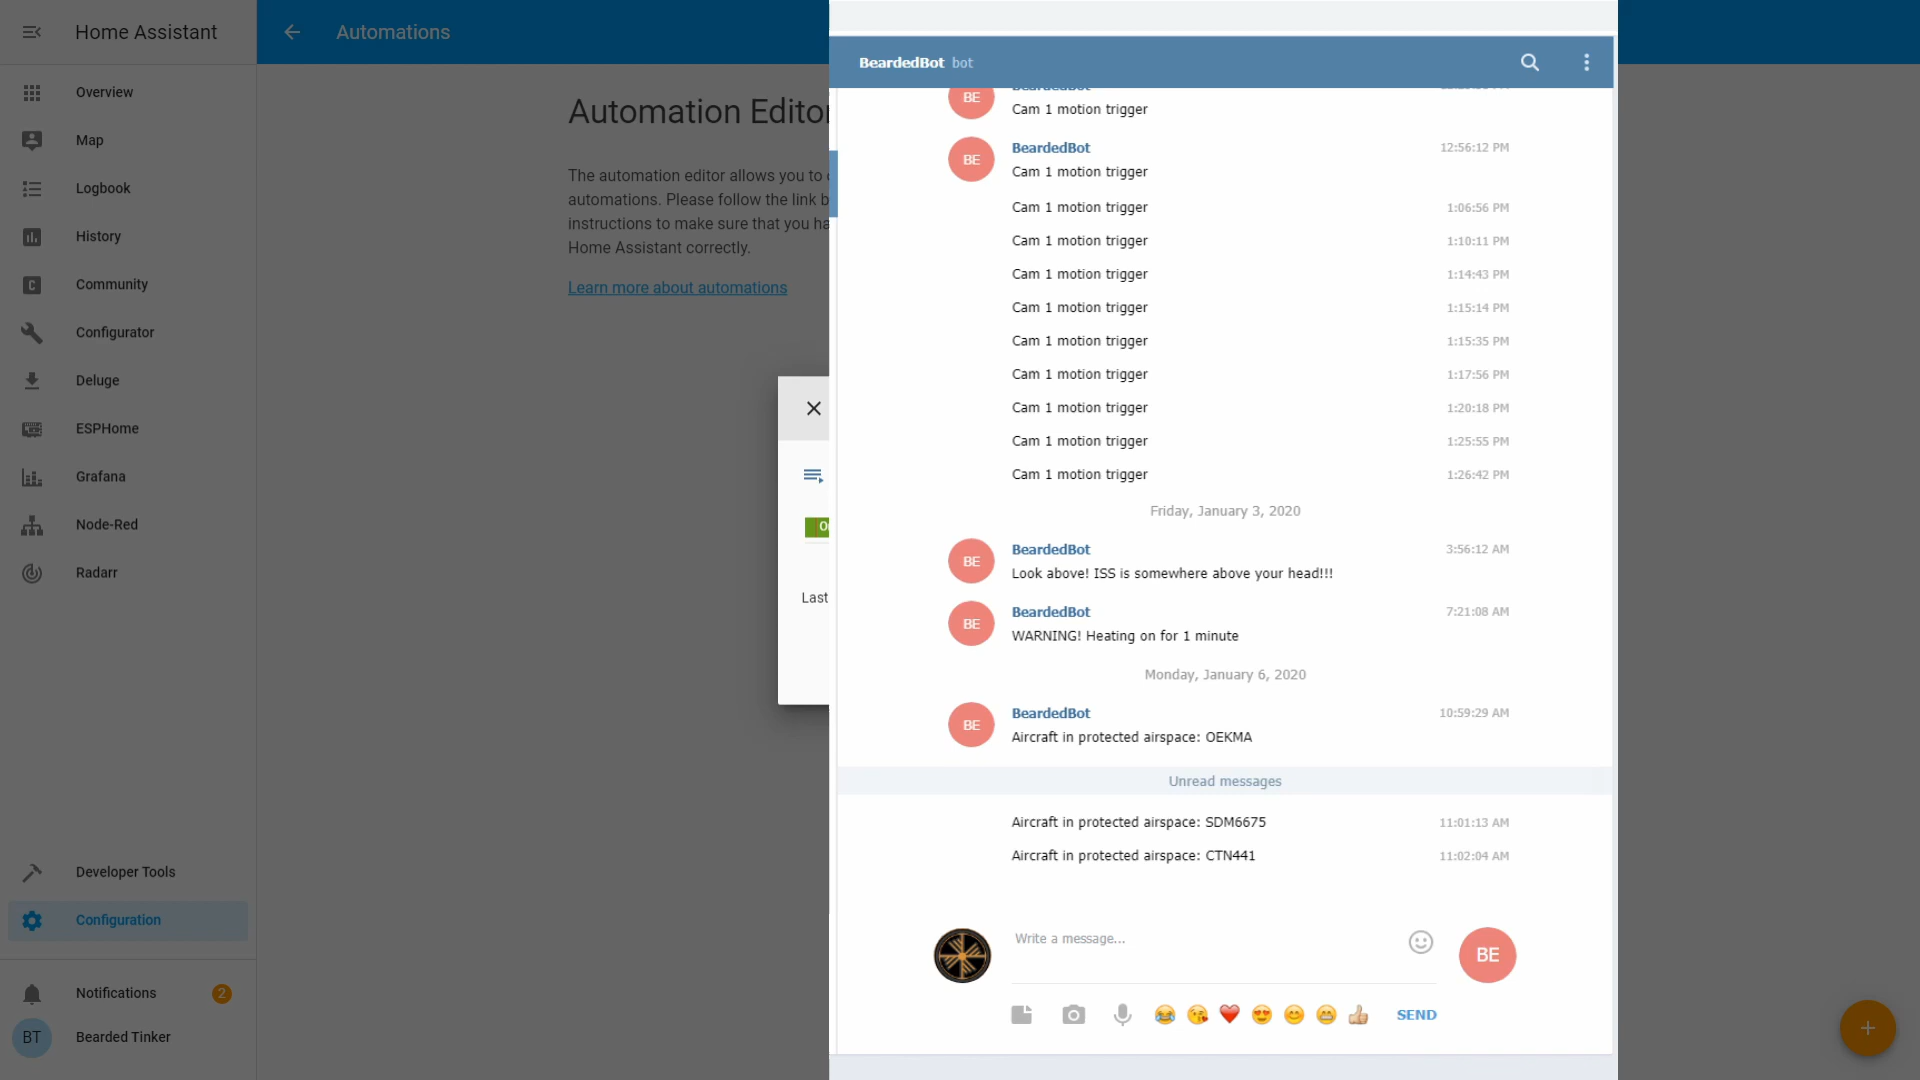 Home Assistant
Overview
Map
Logbook
History
Community
Configurator
Deluge
ESPHome
Grafana
Node-Red
Radarr
Developer Tools
Configuration
Notifications 2
BT Bearded Tinker
Automations
Automation Editor
The automation editor allows you to
automations. Please follow the link
instructions to make sure that you
Home Assistant correctly.
Learn more about automations
Last
BeardedBot bot
BE BeardedBot
Cam 1 motion trigger
BE BeardedBot 12:56:12 PM
Cam 1 motion trigger
Cam 1 motion trigger 1:06:56 PM
Cam 1 motion trigger 1:10:11 PM
Cam 1 motion trigger 1:14:43 PM
Cam 1 motion trigger 1:15:14 PM
Cam 1 motion trigger 1:15:35 PM
Cam 1 motion trigger 1:17:56 PM
Cam 1 motion trigger 1:20:18 PM
Cam 1 motion trigger 1:25:55 PM
Cam 1 motion trigger 1:26:42 PM
Friday, January 3, 2020
BE BeardedBot 3:56:12 AM
Look above! ISS is somewhere above your head!!!
BE BeardedBot 7:21:08 AM
WARNING! Heating on for 1 minute
Monday, January 6, 2020
BE BeardedBot 10:59:29 AM
Aircraft in protected airspace: OEKMA
Unread messages
Aircraft in protected airspace: SDM6675 11:01:13 AM
Aircraft in protected airspace: CTN441 11:02:04 AM
Write a message...
BE
SEND